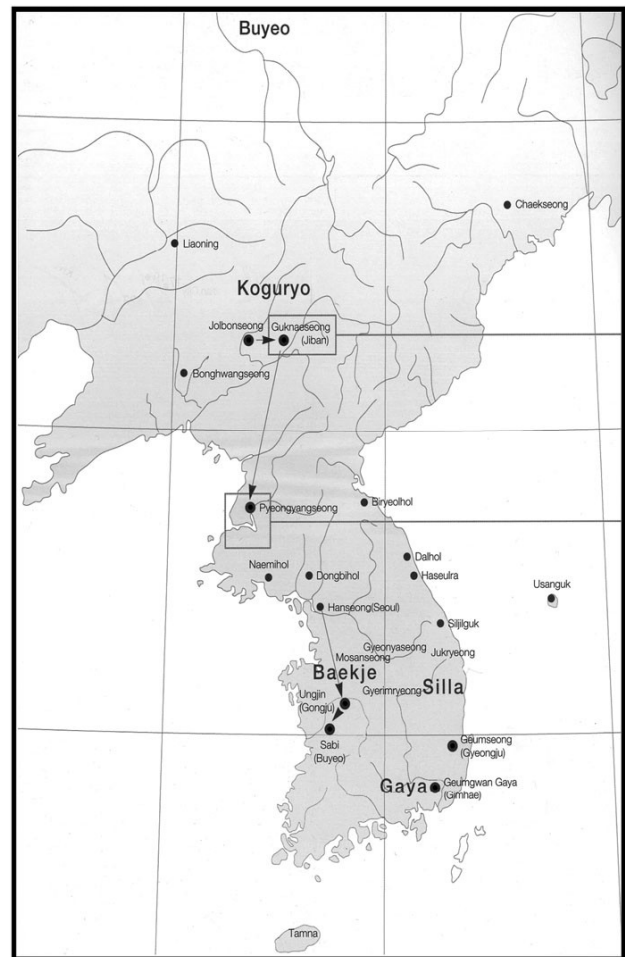 Buyeo
Chaekseong
Liaoning
Koguryo
Jolbonseong
Guknaeseong
(Jiban)
Bonghwangseong
Pyeongyangseong
Biryeolhol
Naemihol
Dongbihol
Dalhol
Haseulra
Usanguk
Hanseong(Seoul)
Siljilguk
Gyeonyaseong
Mosanseong
Jukryeong
Baekje
Gyerimryeong
Silla
Ungjin
(Gongju)
Sabi
(Buyeo)
Geumseong
(Gyeongju)
Gaya
Geumgwan Gaya
(Gimhae)
Tamna